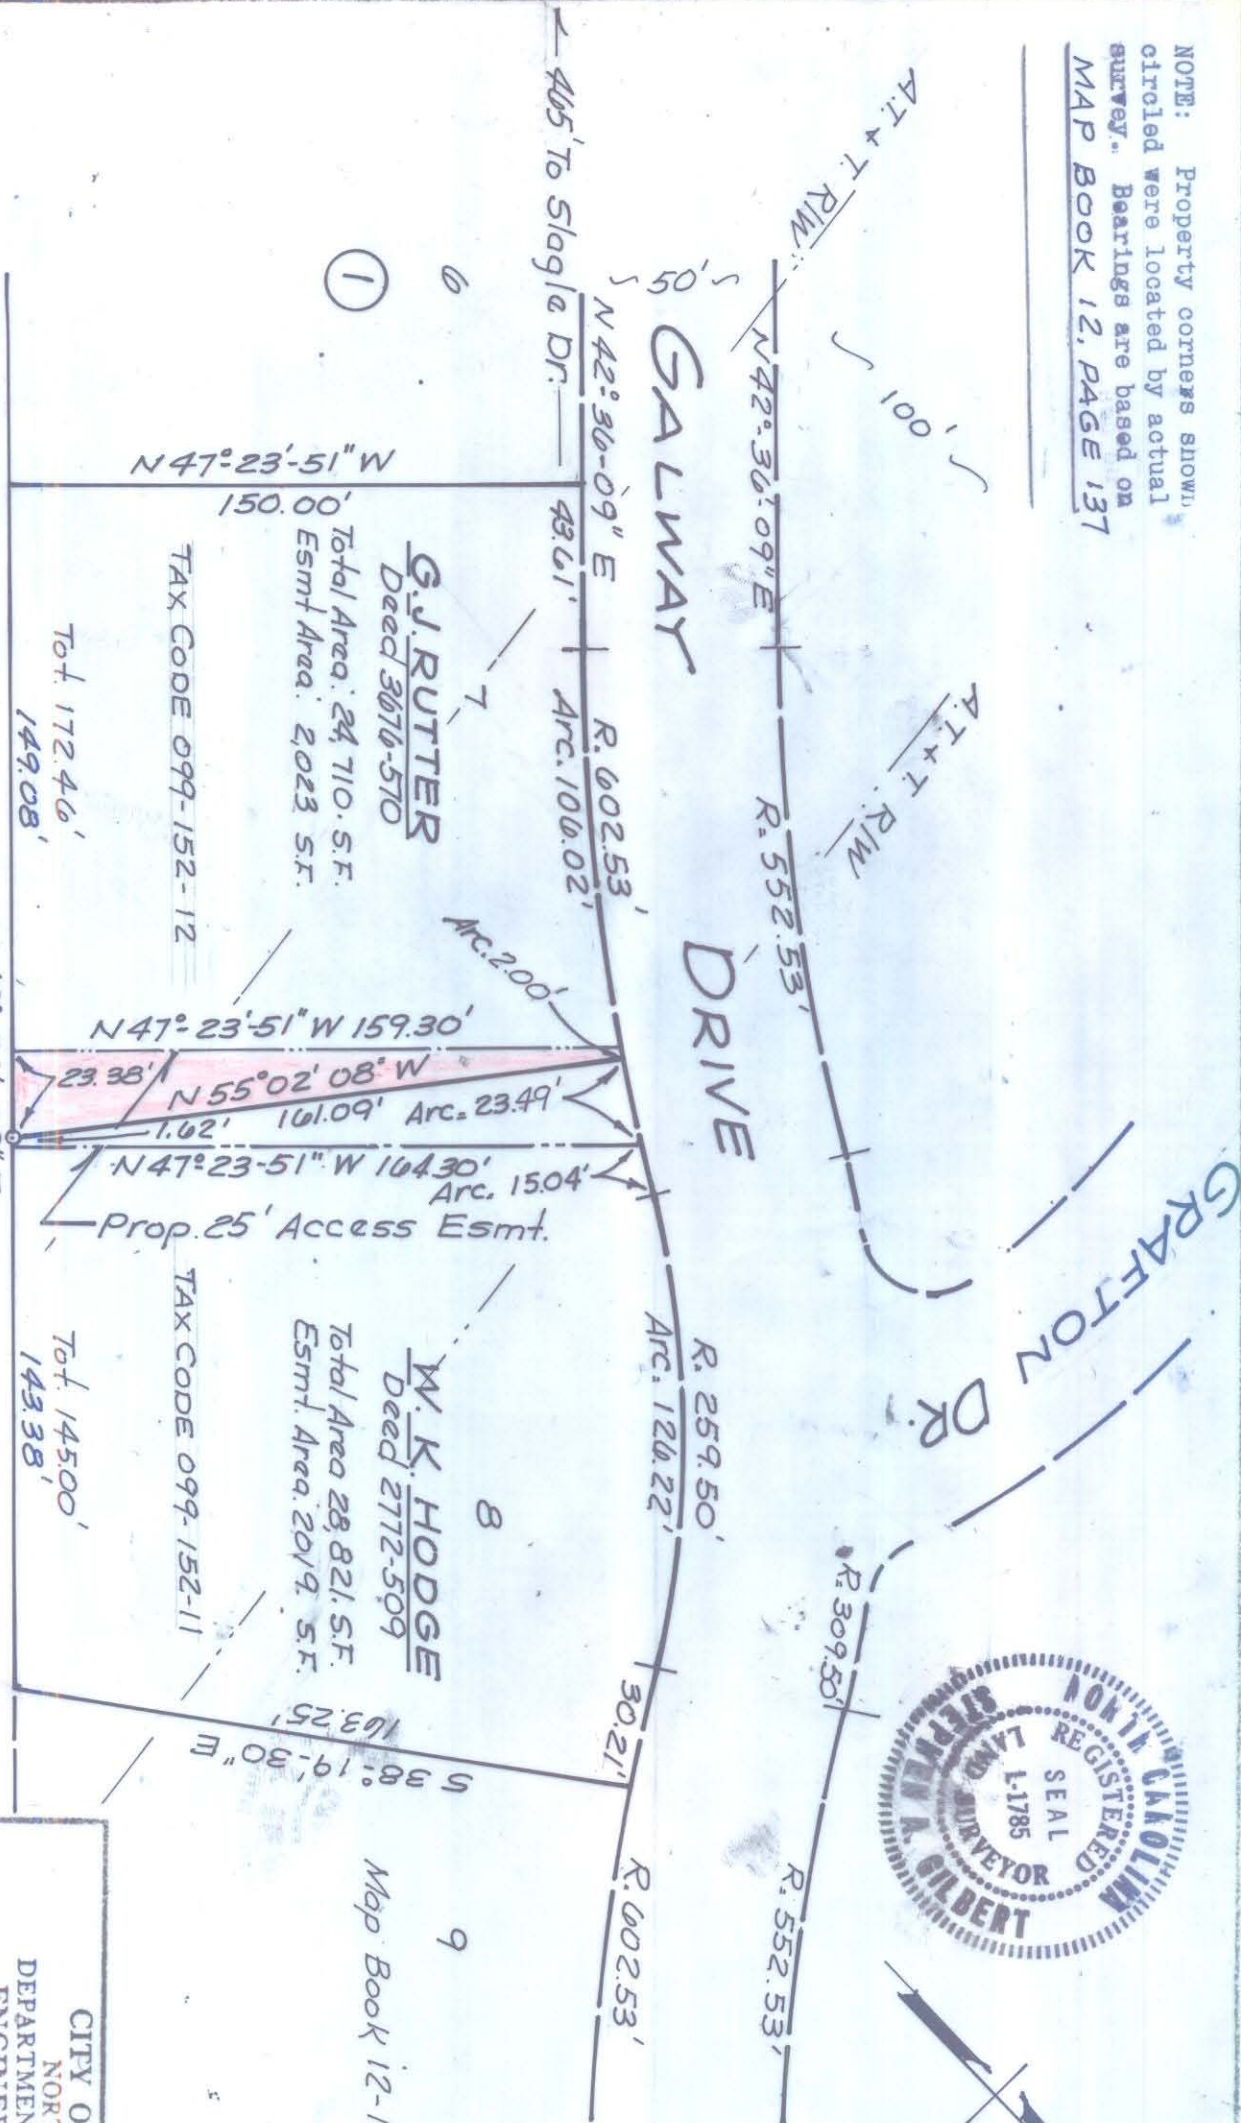 NOTE: Property corners shown
circled were located by actual
survey. Bearings are based on
MAP BOOK 12, PAGE 137
A.T. & T. R/W
100'
A.T. & T. R/W
GRAFTON DR.
NORTH CAROLINA
REGISTERED
SEAL
L-1785
LAND SURVEYOR
STEPHEN A. GILBERT
N 42°-36'-09" E
R. 552.53'
R. 309.50'
R. 552.53'
50'
GALWAY DRIVE
← 465' To Slagle Dr.
N 42°-36-09" E
43.61'
R. 602.53'
Arc. 106.02'
Arc. 2.00'
Arc. 23.49'
Arc. 15.04'
R. 259.50'
Arc. 126.22'
30.21'
R. 602.53'
6
1
N 47°-23'-51" W
150.00'
7
G.J. RUTTER
Deed 3676-570
Total Area: 24,710. S.F.
Esmt Area: 2,023 S.F.
TAX CODE 099-152-12
Tot. 172.46'
149.08'
N 47°-23'-51" W 159.30'
23.38'
N 55°02'08" W
161.09'
1.62'
N 47°-23-51" W 164.30'
Prop. 25' Access Esmt.
8
W. K. HODGE
Deed 2772-509
Total Area 28,821. S.F.
Esmt. Area. 2019. S.F.
TAX CODE 099-152-11
Tot. 145.00'
143.38'
S 38°-19'-30" E
163.25'
9
Map Book 12-1
CITY O
NORT
DEPARTMEN